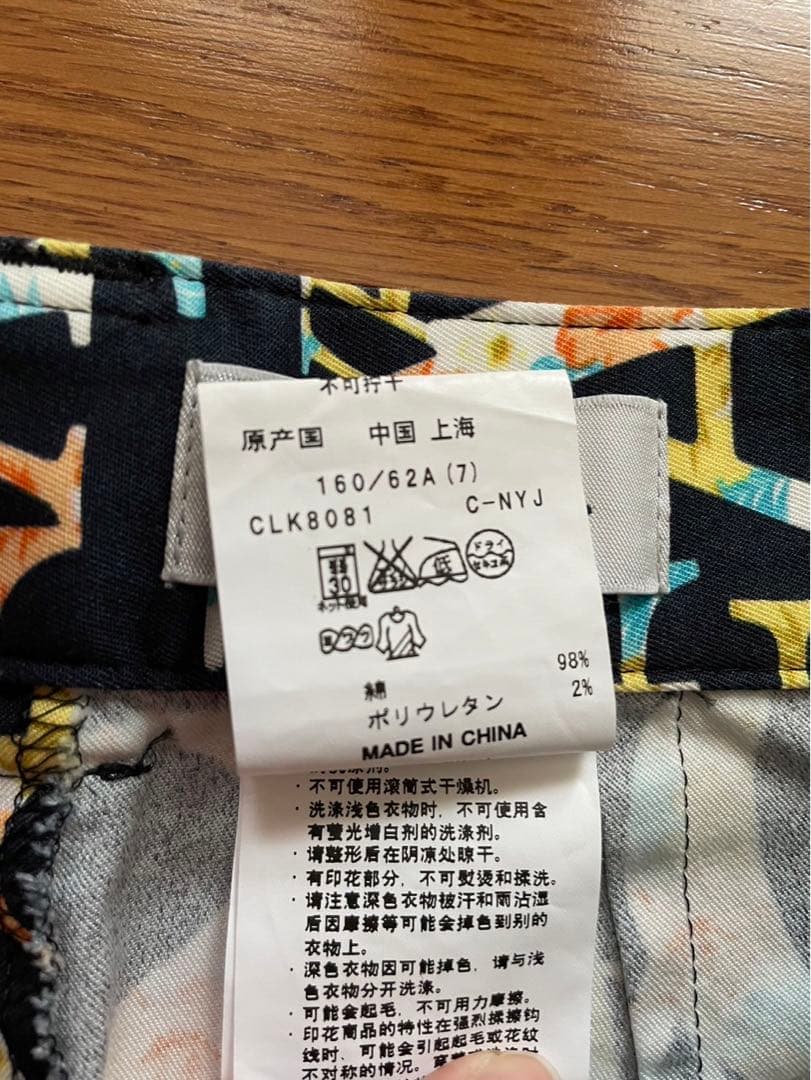 不可拧干
原产国 中国 上海
160/62A(7)
CLK8081 C-NYJ
弱
30
低
ドライ
セキユ系
ネット使用
98%
綿
2%
ポリウレタン
MADE IN CHINA
· 不可使用滚筒式干燥机。
· 洗涤浅色衣物时，不可使用含
有萤光增白剂的洗涤剂。
· 请整形后在阴凉处晾干。
· 有印花部分，不可熨烫和揉洗。
· 请注意深色衣物被汗和雨沾湿
后因摩擦等可能会掉色到别的
衣物上。
· 深色衣物因可能掉色，请与浅
色衣物分开洗涤。
· 可能会起毛，不可用力摩擦。
· 印花商品的特性在强烈揉擦钩
线时，可能会引起起毛或花纹
不对称的情况。